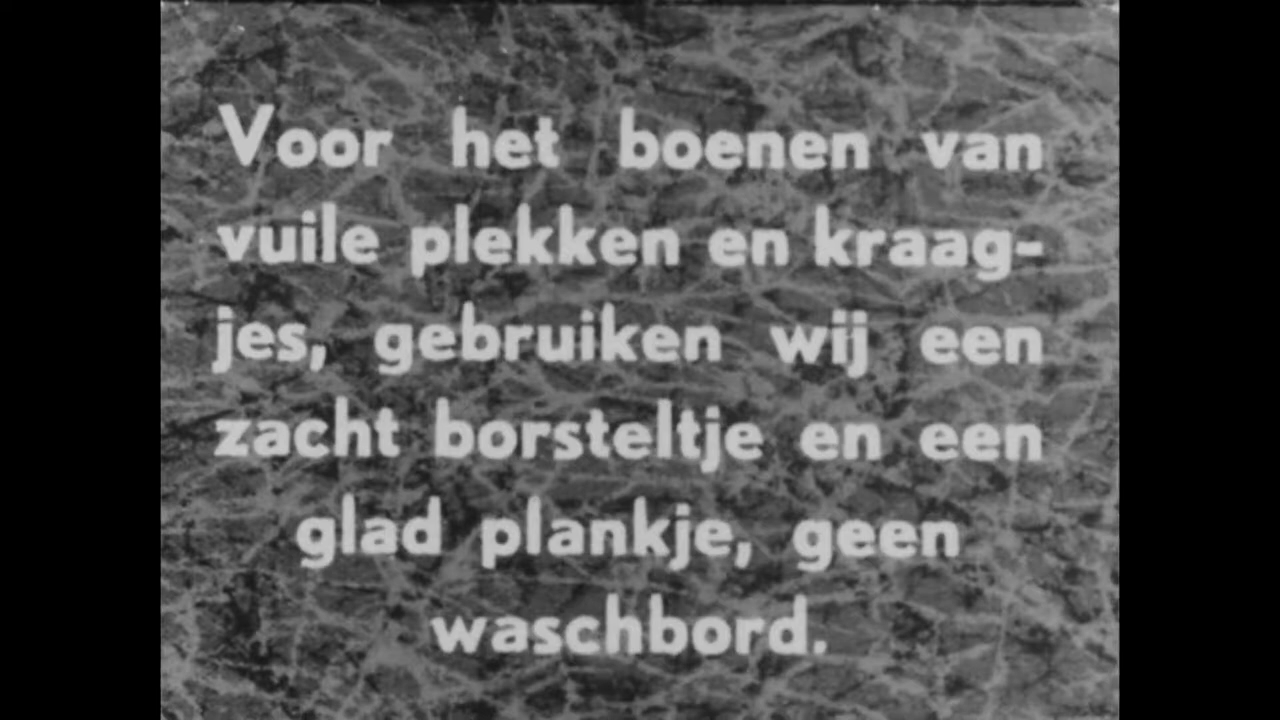 Voor het boenen van
vuile plekken en kraag-
jes, gebruiken wij een
zacht borsteltje en een
glad plankje, geen
waschbord.